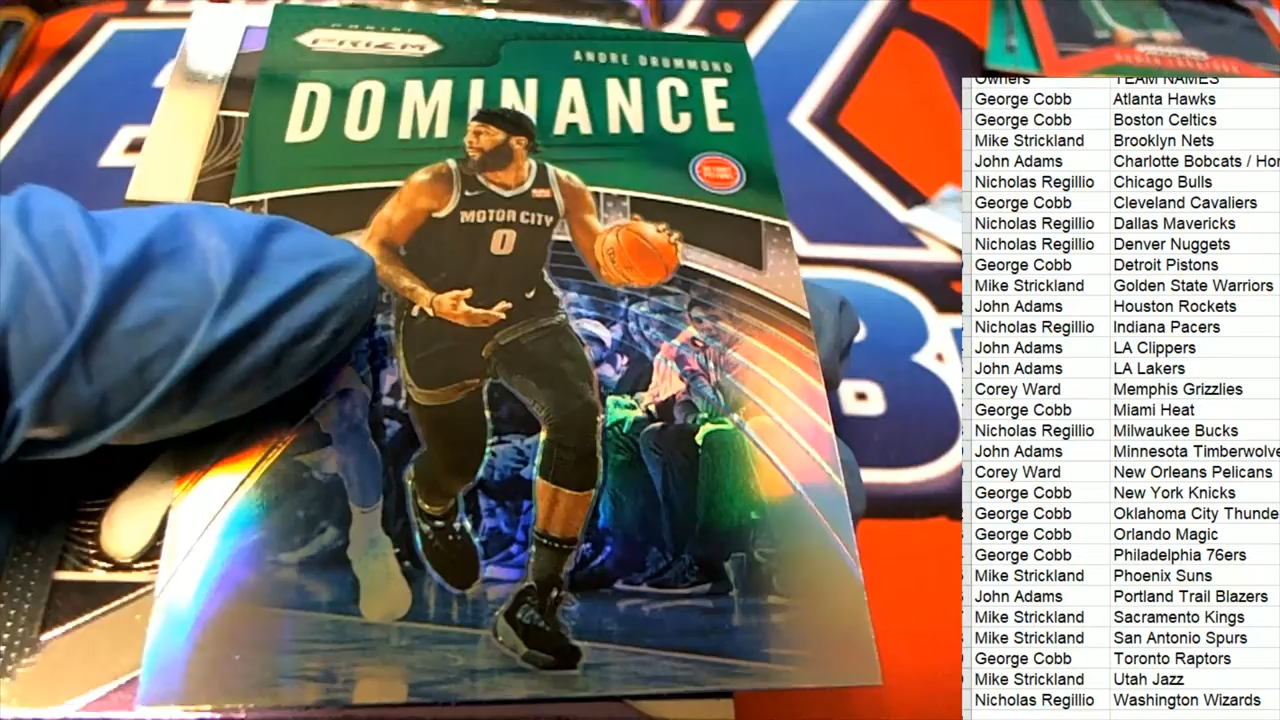 PANINI
PRIZM
ANDRE DRUMMOND
DOMINANCE
DETROIT PISTONS
MOTOR CITY
0
Owners TEAM NAMES
George Cobb Atlanta Hawks
George Cobb Boston Celtics
Mike Strickland Brooklyn Nets
John Adams Charlotte Bobcats / Hor
Nicholas Regillio Chicago Bulls
George Cobb Cleveland Cavaliers
Nicholas Regillio Dallas Mavericks
Nicholas Regillio Denver Nuggets
George Cobb Detroit Pistons
Mike Strickland Golden State Warriors
John Adams Houston Rockets
Nicholas Regillio Indiana Pacers
John Adams LA Clippers
John Adams LA Lakers
Corey Ward Memphis Grizzlies
George Cobb Miami Heat
Nicholas Regillio Milwaukee Bucks
John Adams Minnesota Timberwolve
Corey Ward New Orleans Pelicans
George Cobb New York Knicks
George Cobb Oklahoma City Thunde
George Cobb Orlando Magic
George Cobb Philadelphia 76ers
Mike Strickland Phoenix Suns
John Adams Portland Trail Blazers
Mike Strickland Sacramento Kings
Mike Strickland San Antonio Spurs
George Cobb Toronto Raptors
Mike Strickland Utah Jazz
Nicholas Regillio Washington Wizards